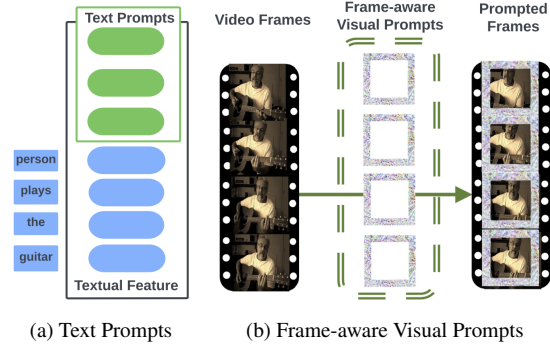 Text Prompts
person
plays
the
guitar
Textual Feature
(a) Text Prompts
Video Frames
Frame-aware
Visual Prompts
Prompted
Frames
(b) Frame-aware Visual Prompts